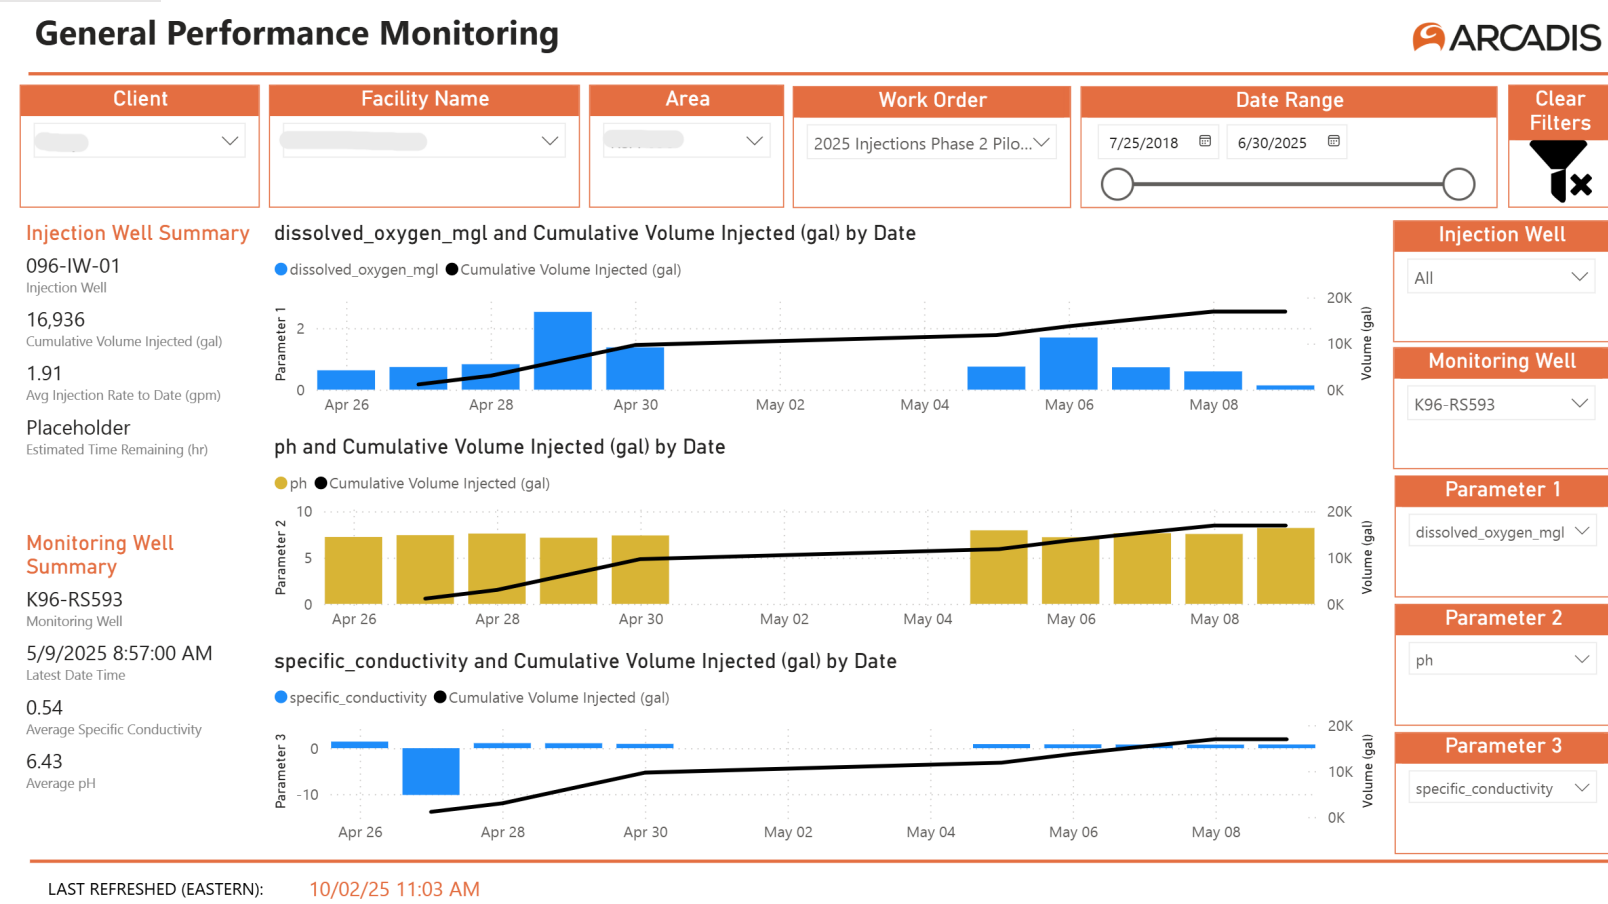 General Performance Monitoring
ARCADIS
Client
Facility Name
Area
Work Order
2025 Injections Phase 2 Pilo...
Date Range
7/25/2018
6/30/2025
Clear
Filters
Injection Well Summary
096-IW-01
Injection Well
16,936
Cumulative Volume Injected (gal)
1.91
Avg Injection Rate to Date (gpm)
Placeholder
Estimated Time Remaining (hr)
Monitoring Well
Summary
K96-RS593
Monitoring Well
5/9/2025 8:57:00 AM
Latest Date Time
0.54
Average Specific Conductivity
6.43
Average pH
dissolved_oxygen_mgl and Cumulative Volume Injected (gal) by Date
dissolved_oxygen_mgl Cumulative Volume Injected (gal)
Parameter 1
2
0
20K
10K
0K
Volume (gal)
Apr 26 Apr 28 Apr 30 May 02 May 04 May 06 May 08
ph and Cumulative Volume Injected (gal) by Date
ph Cumulative Volume Injected (gal)
Parameter 2
10
5
0
20K
10K
0K
Volume (gal)
Apr 26 Apr 28 Apr 30 May 02 May 04 May 06 May 08
specific_conductivity and Cumulative Volume Injected (gal) by Date
specific_conductivity Cumulative Volume Injected (gal)
Parameter 3
0
-10
20K
10K
0K
Volume (gal)
Apr 26 Apr 28 Apr 30 May 02 May 04 May 06 May 08
Injection Well
All
Monitoring Well
K96-RS593
Parameter 1
dissolved_oxygen_mgl
Parameter 2
ph
Parameter 3
specific_conductivity
LAST REFRESHED (EASTERN): 10/02/25 11:03 AM